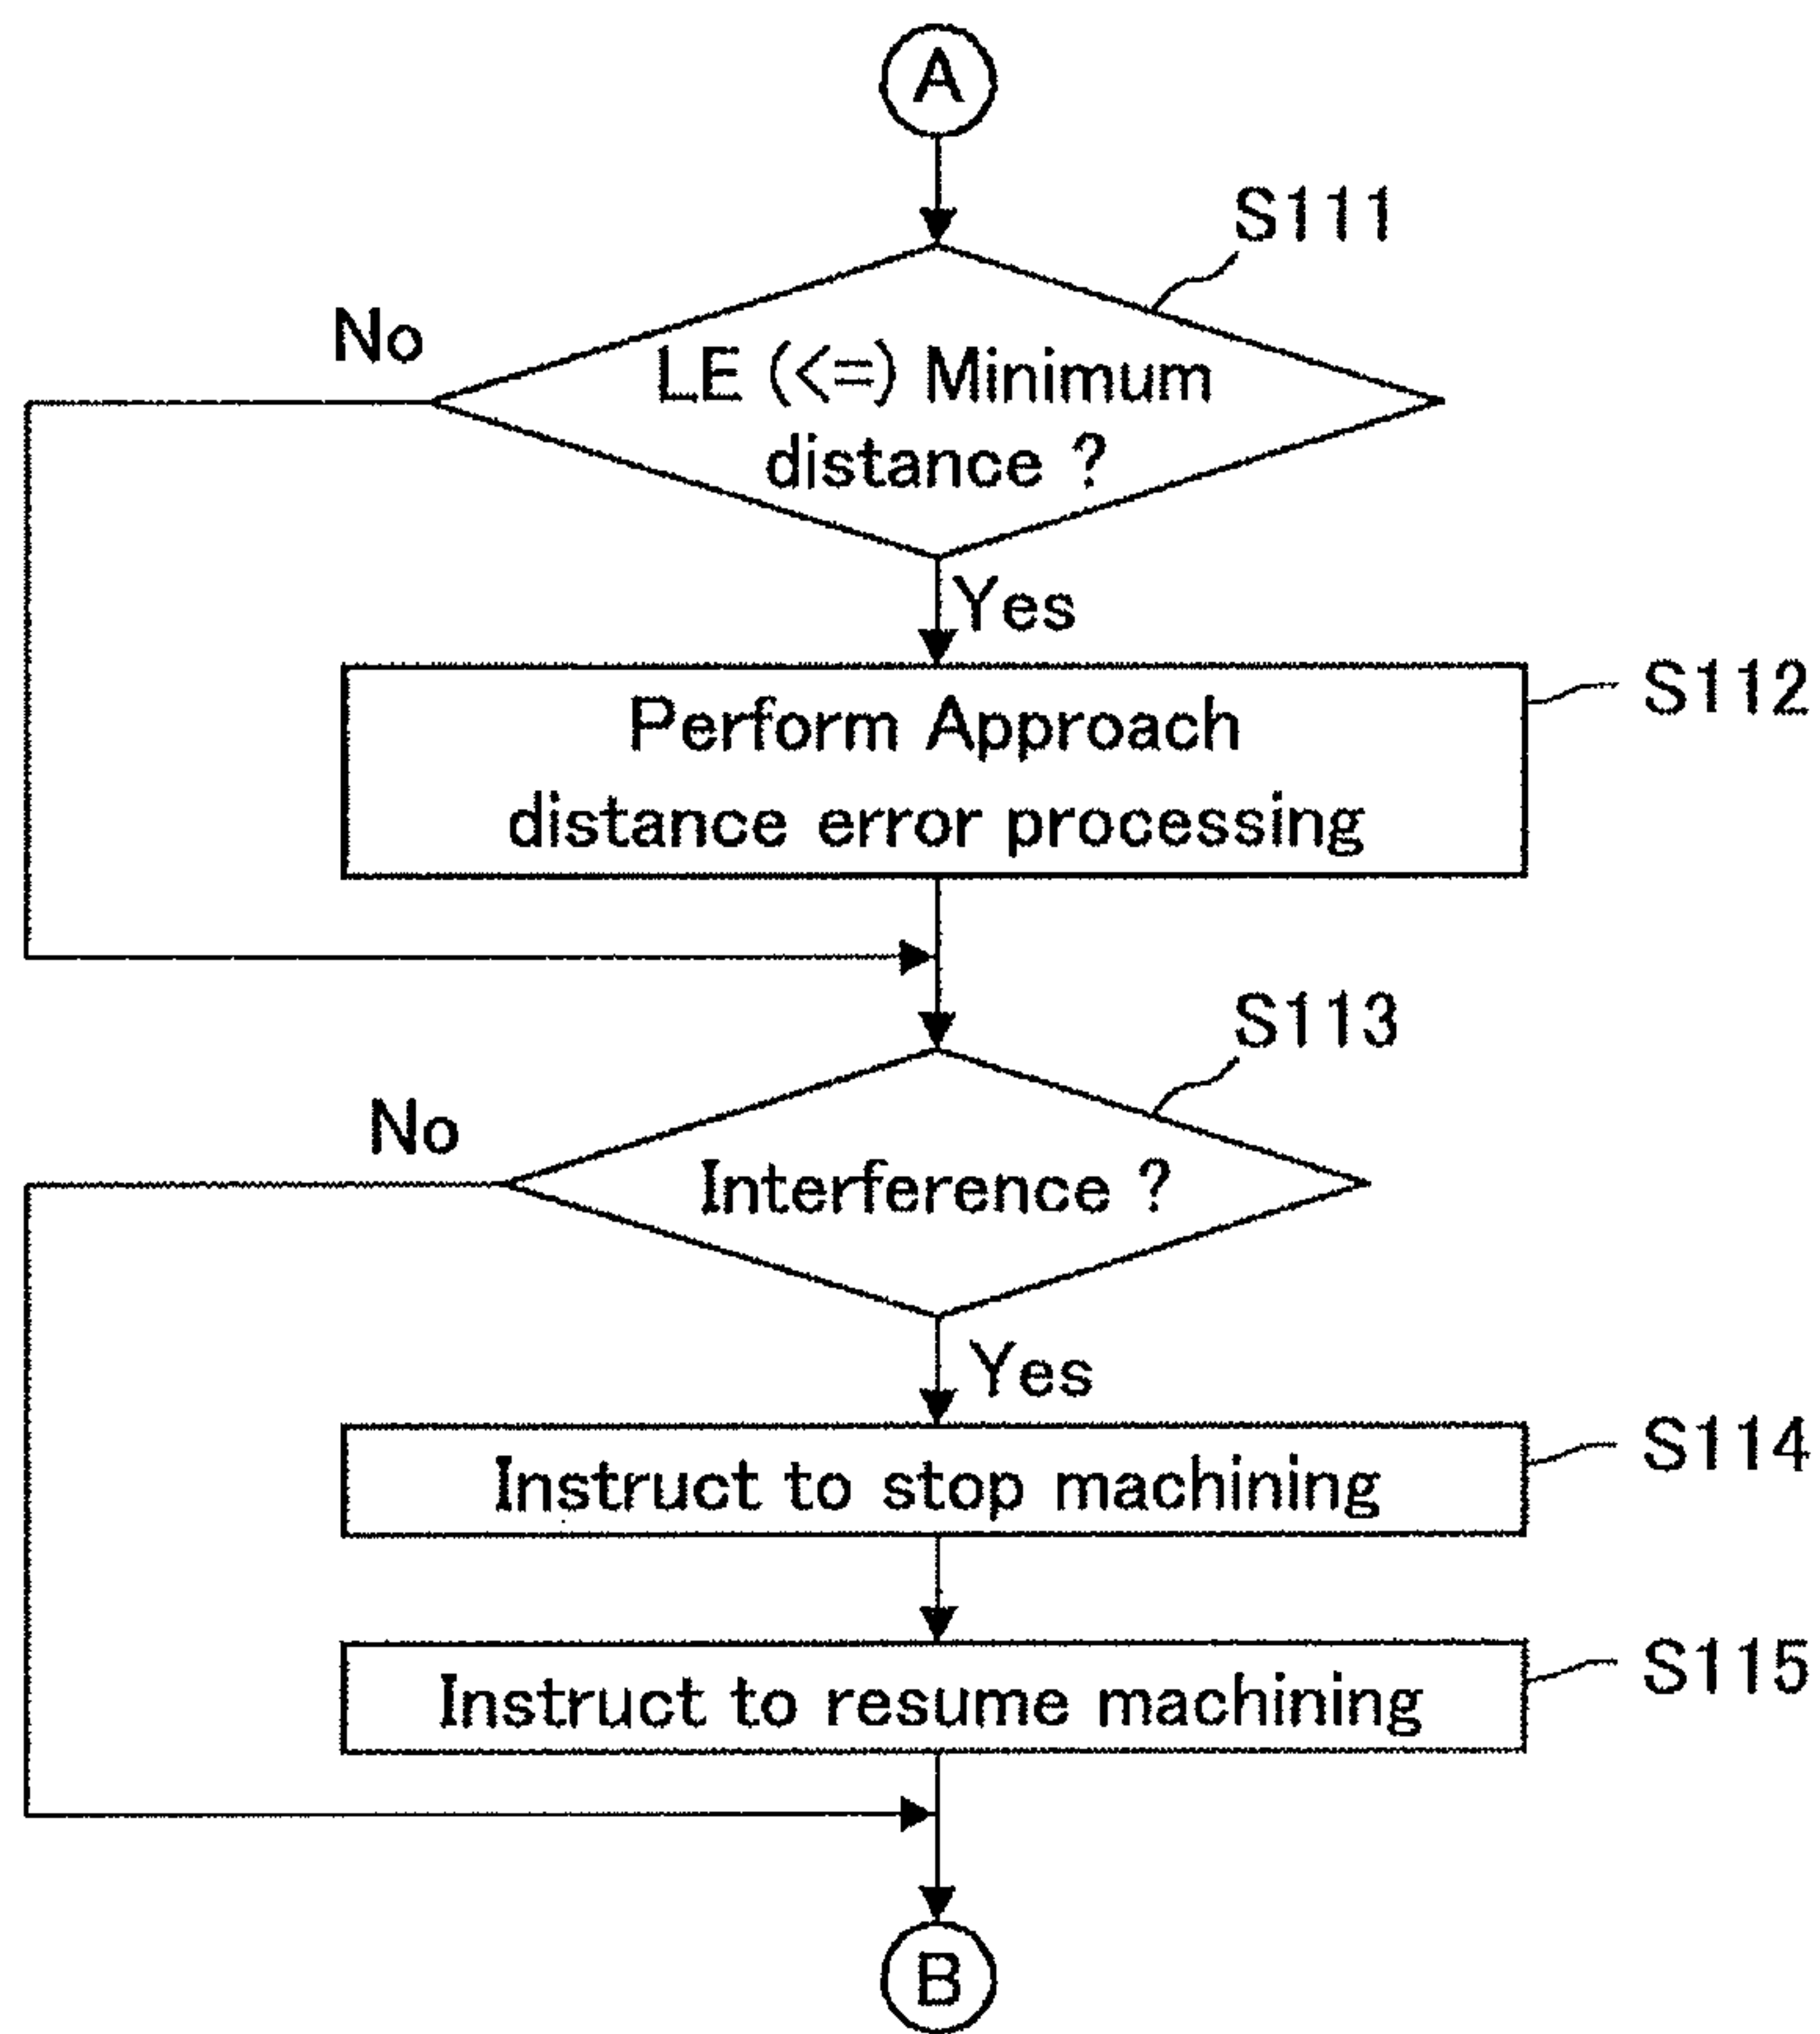 A
S111
No
LE (<=) Minimum
distance ?
Yes
S112
Perform Approach
distance error processing
S113
No
Interference ?
Yes
S114
Instruct to stop machining
S115
Instruct to resume machining
B